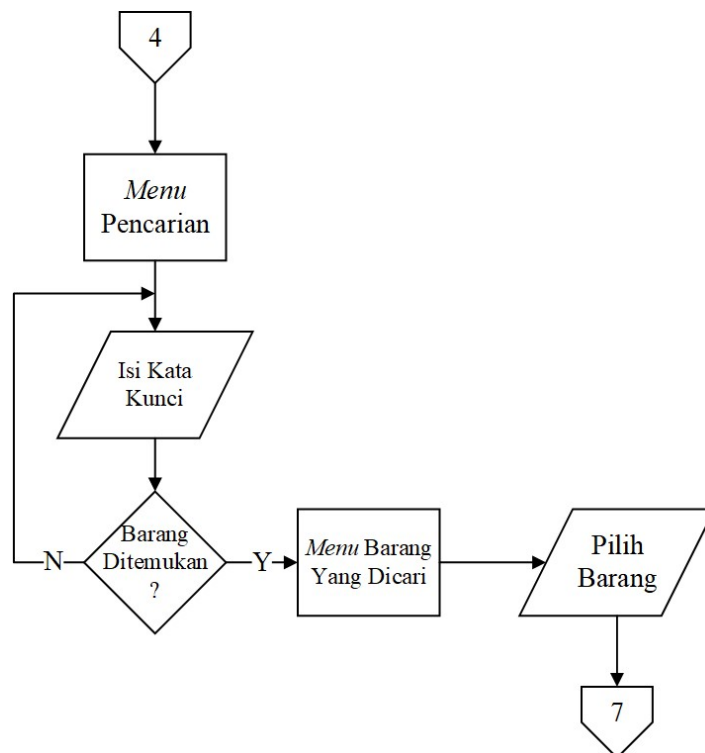 4
Menu
Pencarian
Isi Kata
Kunci
Barang
Ditemukan
?
N
Y
Menu Barang
Yang Dicari
Pilih
Barang
7